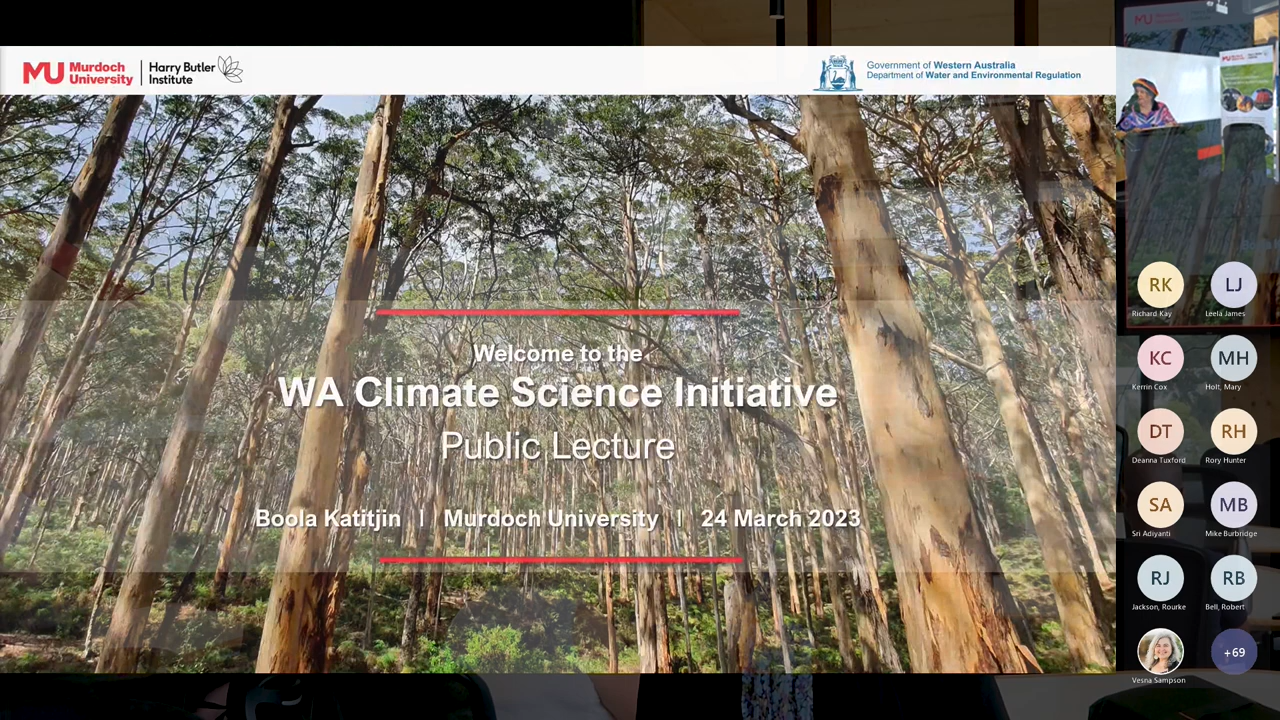 MU Murdoch University
Harry Butler Institute
Government of Western Australia
Department of Water and Environmental Regulation
Welcome to the
WA Climate Science Initiative
Public Lecture
Boola Katitjin | Murdoch University | 24 March 2023
RK
Richard Kay
LJ
Leela James
KC
Kerrin Cox
MH
Holt, Mary
DT
Deanna Tuxford
RH
Rory Hunter
SA
Sri Adiyanti
MB
Mike Burbridge
RJ
Jackson, Rourke
RB
Bell, Robert
Vesna Sampson
+69